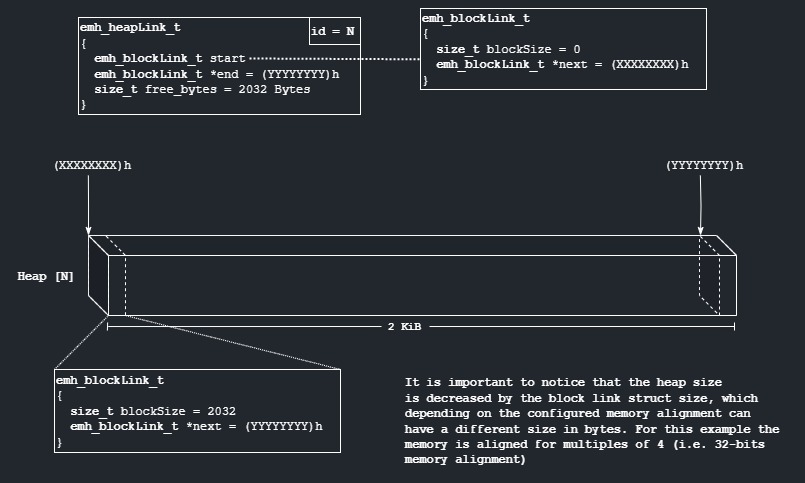 emh_heapLink_t
id = N
{
emh_blockLink_t start
emh_blockLink_t *end = (YYYYYYYY)h
size_t free_bytes = 2032 Bytes
}
emh_blockLink_t
{
size_t blockSize = 0
emh_blockLink_t *next = (XXXXXXXX)h
}
(XXXXXXXX)h
(YYYYYYYY)h
Heap [N]
2 KiB
emh_blockLink_t
{
size_t blockSize = 2032
emh_blockLink_t *next = (YYYYYYYY)h
}
It is important to notice that the heap size
is decreased by the block link struct size, which
depending on the configured memory alignment can
have a different size in bytes. For this example the
memory is aligned for multiples of 4 (i.e. 32-bits
memory alignment)